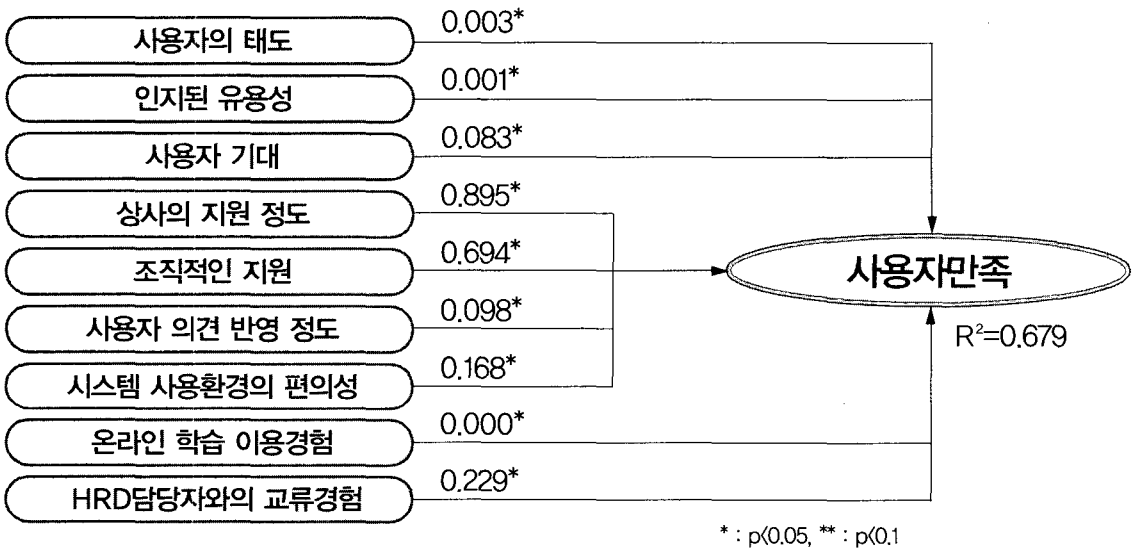 사용자의 태도 0.003*
인지된 유용성 0.001*
사용자 기대 0.083*
상사의 지원 정도 0.895*
조직적인 지원 0.694*
사용자만족
사용자 의견 반영 정도 0.098*
R²=0.679
시스템 사용환경의 편의성 0.168*
온라인 학습 이용경험 0.000*
HRD담당자와의 교류경험 0.229*
* : p<0.05, ** : p<0.1